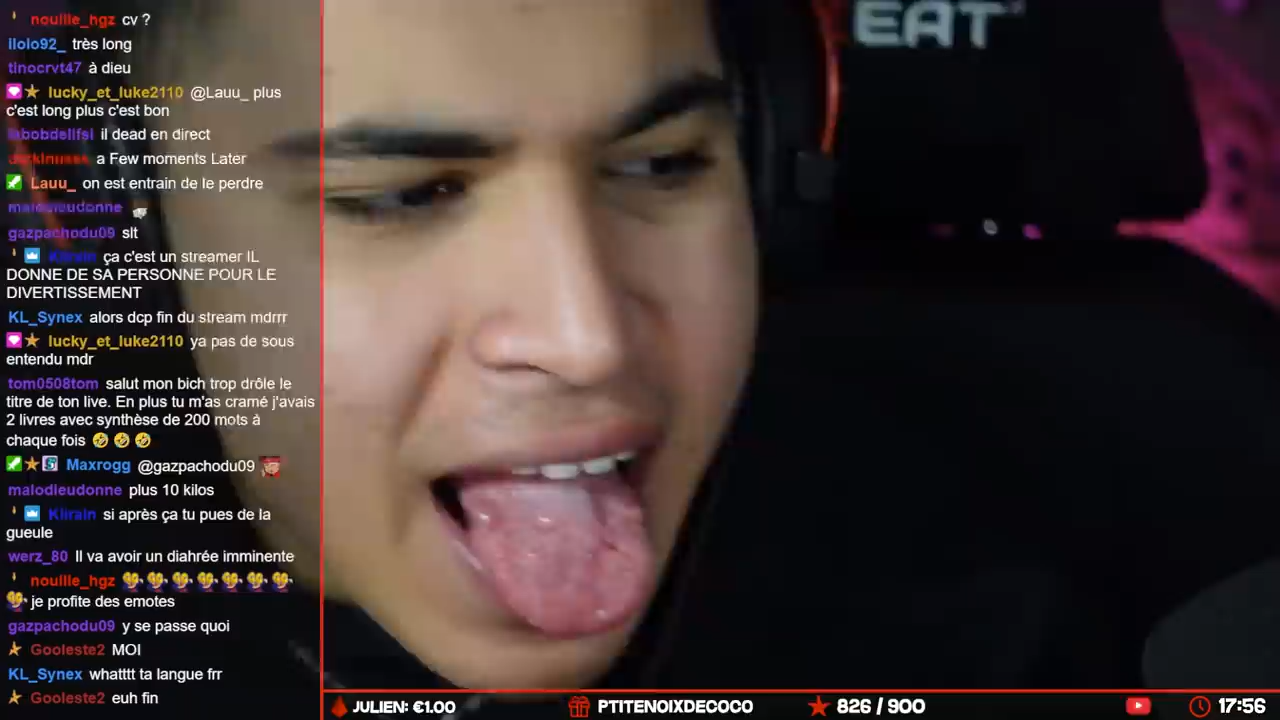 nouille_hgz cv ?
ilolo92_ très long
tinocrvt47 à dieu
lucky_et_luke2110 @Lauu_ plus
c'est long plus c'est bon
il dead en direct
a Few moments Later
Lauu_ on est entrain de le perdre
malodieudonne
gazpachodu09 slt
Klirain ça c'est un streamer IL
DONNE DE SA PERSONNE POUR LE
DIVERTISSEMENT
KL_Synex alors dcp fin du stream mdrrr
lucky_et_luke2110 ya pas de sous
entendu mdr
tom0508tom salut mon bich trop drôle le
titre de ton live. En plus tu m'as cramé j'avais
2 livres avec synthèse de 200 mots à
chaque fois 🤣 🤣 🤣
Maxrogg @gazpachodu09
malodieudonne plus 10 kilos
Klirain si après ça tu pues de la
gueule
werz_80 Il va avoir un diahrée imminente
nouille_hgz
je profite des emotes
gazpachodu09 y se passe quoi
Gooleste2 MOI
KL_Synex whatttt ta langue frr
Gooleste2 euh fin
EAT
JULIEN: €1.00 PTITENOIXDECOCO 826 / 900 17:56